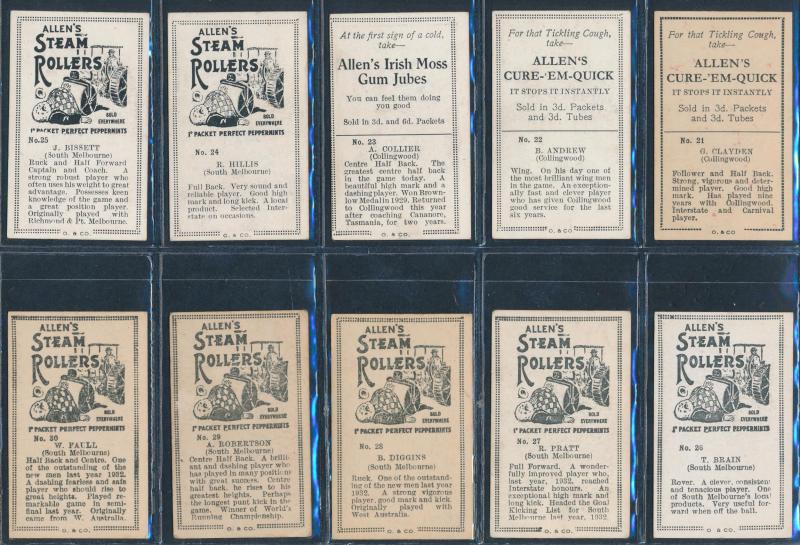 ALLEN'S
STEAM
ROLLERS
SOLD
EVERYWHERE
1D PACKET PERFECT PEPPERMINTS
No.25
J. BISSETT
(South Melbourne)
Ruck and Half Forward
Captain and Coach. A
strong robust player who
often uses his weight to great
advantage. Possesses keen
knowledge of the game and
a great position player.
Originally played with
Richmond & Pt. Melbourne.
O. & CO.
ALLEN'S
STEAM
ROLLERS
SOLD
EVERYWHERE
1D PACKET PERFECT PEPPERMINTS
No. 24
R. HILLIS
(South Melbourne)
Full Back. Very sound and
reliable player. Good high
mark and long kick. A local
product. Selected Inter-
state on occasions.
O. & CO.
At the first sign of a cold,
take—
Allen's Irish Moss
Gum Jubes
You can feel them doing
you good
Sold in 3d. and 6d. Packets
No. 23
A. COLLIER
(Collingwood)
Centre Half Back. The
greatest centre half back
in the game today. A
beautiful high mark and a
dashing player. Won Brown-
low Medal in 1929. Returned
to Collingwood this year
after coaching Cananore,
Tasmania, for two years.
O. & CO.
For that Tickling Cough,
take—
ALLEN'S
CURE-'EM-QUICK
IT STOPS IT INSTANTLY
Sold in 3d. Packets
and 3d. Tubes
No. 22
B. ANDREW
(Collingwood)
Wing. On his day one of
the most brilliant wing men
in the game. An exception-
ally fast and clever player
who has given Collingwood
good service for the last
six years.
O. & CO.
For that Tickling Cough,
take—
ALLEN'S
CURE-'EM-QUICK
IT STOPS IT INSTANTLY
Sold in 3d. Packets
and 3d. Tubes
No. 21
G. CLAYDEN
(Collingwood)
Follower and Half Back.
Strong, vigorous and deter-
mined player. Good high
mark. Has played nine
years with Collingwood.
Interstate and Carnival
player.
O. & CO.
ALLEN'S
STEAM
ROLLERS
SOLD
EVERYWHERE
1D PACKET PERFECT PEPPERMINTS
No. 30
W. FAULL
(South Melbourne)
Half Back and Centre. One
of the outstanding of the
new men last year 1932.
A dashing fearless and safe
player who should rise to
great heights. Played re-
markable game in semi-
final last year. Originally
came from W. Australia.
O. & CO.
ALLEN'S
STEAM
ROLLERS
SOLD
EVERYWHERE
1D PACKET PERFECT PEPPERMINTS
No. 29
A. ROBERTSON
(South Melbourne)
Centre Half Back. A brilli-
ant and dashing player who
has played in many positions
with great success. Centre
half back, he rises to his
greatest heights. Perhaps
the longest punt kick in the
game. Winner of World's
Running Championship.
O. & CO.
ALLEN'S
STEAM
ROLLERS
SOLD
EVERYWHERE
1D PACKET PERFECT PEPPERMINTS
No. 28
B. DIGGINS
(South Melbourne)
Ruck. One of the outstand-
ing of the new men last year
1932. A strong vigorous
player, good mark and kick.
Originally played with
West Australia.
O. & CO.
ALLEN'S
STEAM
ROLLERS
SOLD
EVERYWHERE
1D PACKET PERFECT PEPPERMINTS
No. 27
R. PRATT
(South Melbourne)
Full Forward. A wonder-
fully improved player who,
last year, 1932, reached
Interstate honours. An
exceptional high mark and
long kick. Headed the Goal
Kicking List for South
Melbourne last year, 1932.
O. & CO.
ALLEN'S
STEAM
ROLLERS
SOLD
EVERYWHERE
1D PACKET PERFECT PEPPERMINTS
No. 26
T. BRAIN
(South Melbourne)
Rover. A clever, consistent
and tenacious player. One
of South Melbourne's local
products. Very useful for-
ward when off the ball.
O. & CO.